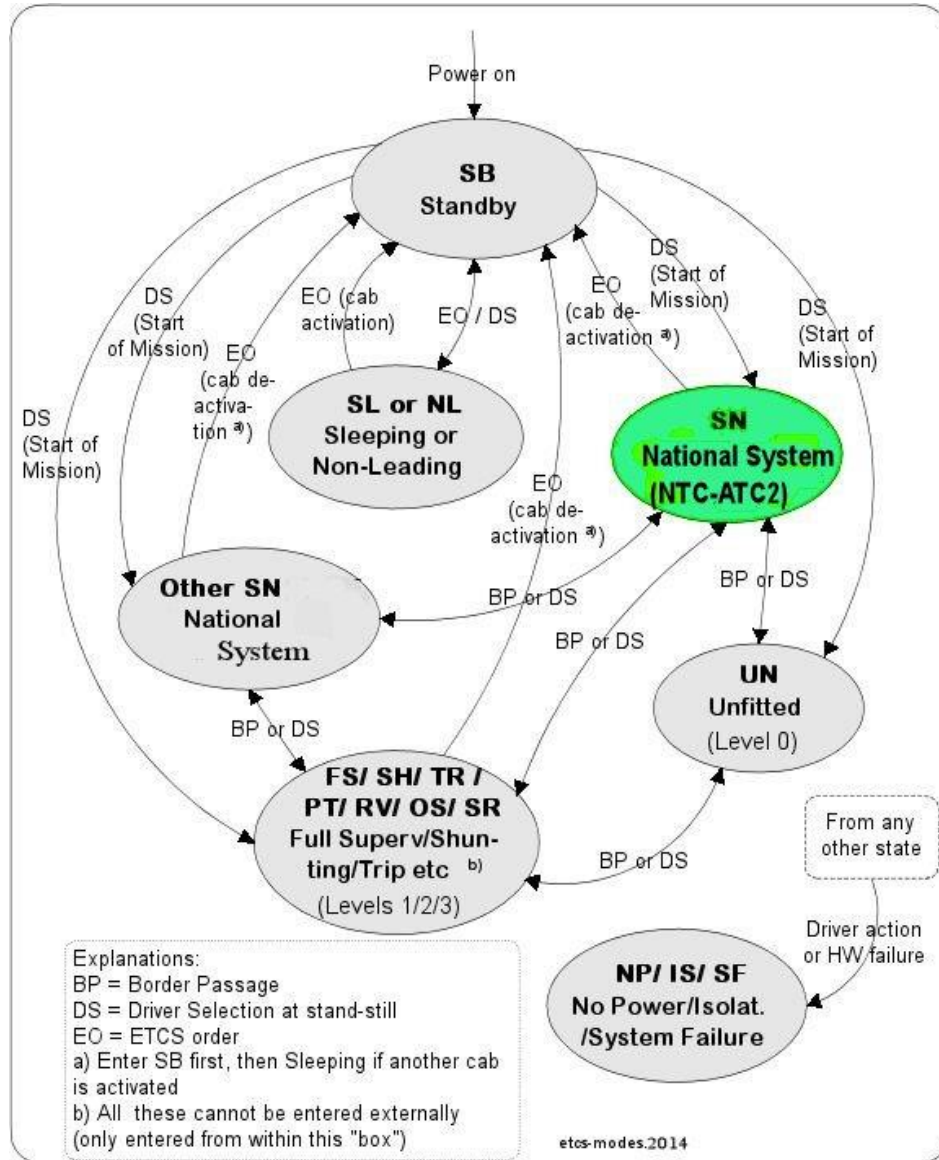 Power on
SB
Standby
DS
(Start
of Mission)
EO (cab
activation)
EO / DS
EO
(cab de-
activation a))
DS
(Start of
Mission)
DS
(Start of
Mission)
EO
(cab de-
activa-
tion a))
DS
(Start of
Mission)
SL or NL
Sleeping or
Non-Leading
SN
National System
(NTC-ATC2)
EO
(cab de-
activation a))
Other SN
National
System
BP or DS
BP or DS
BP or DS
UN
Unfitted
(Level 0)
BP or DS
FS/ SH/ TR /
PT/ RV/ OS/ SR
Full Superv/Shun-
ting/Trip etc b)
(Levels 1/2/3)
BP or DS
From any
other state
Driver action
or HW failure
NP/ IS/ SF
No Power/Isolat.
/System Failure
Explanations:
BP = Border Passage
DS = Driver Selection at stand-still
EO = ETCS order
a) Enter SB first, then Sleeping if another cab
is activated
b) All these cannot be entered externally
(only entered from within this "box")
etcs-modes.2014